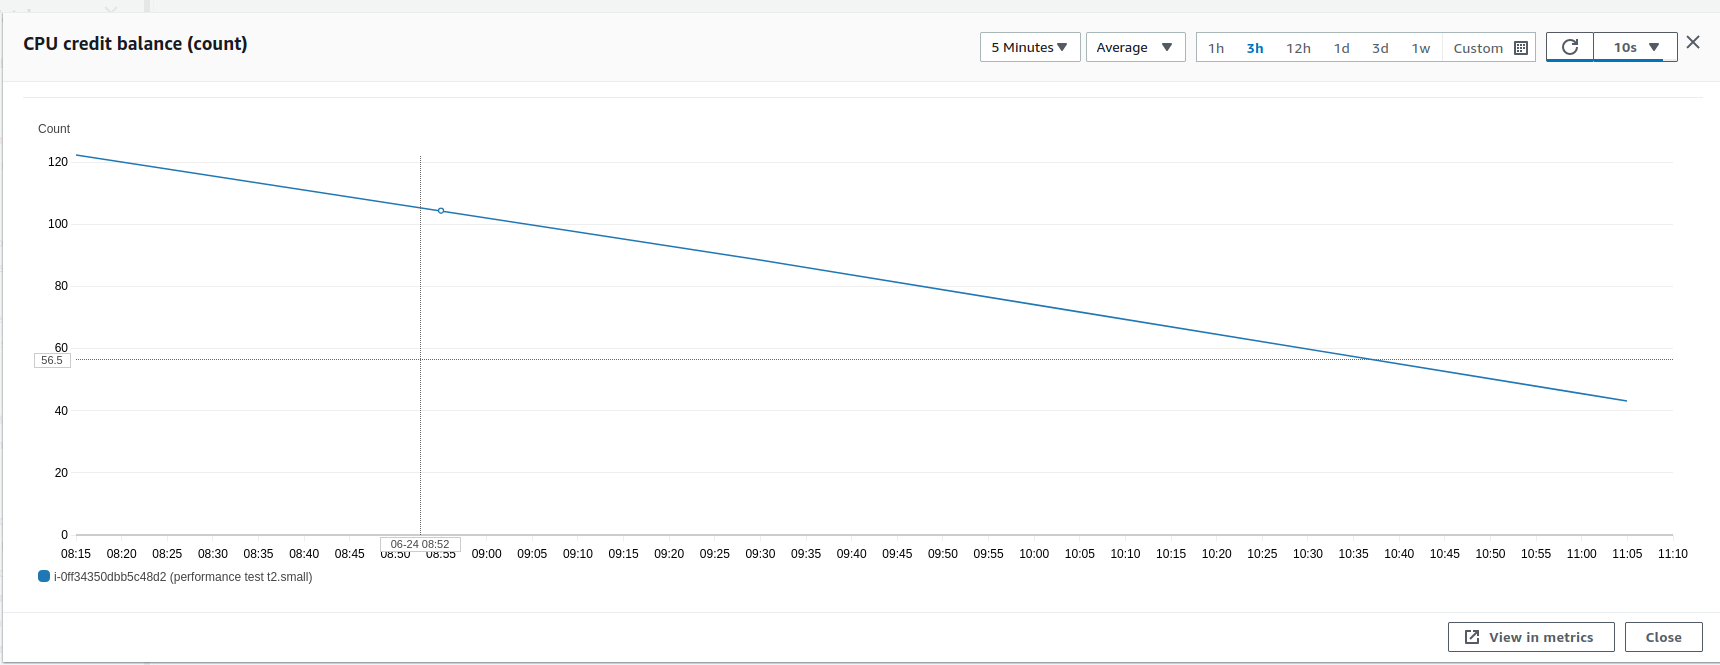 CPU credit balance (count)
5 Minutes Average 1h 3h 12h 1d 3d 1w Custom 10s
Count
120
100
80
60
56.5
40
20
0
06-24 08:52
08:15 08:20 08:25 08:30 08:35 08:40 08:45 08:50 08:55 09:00 09:05 09:10 09:15 09:20 09:25 09:30 09:35 09:40 09:45 09:50 09:55 10:00 10:05 10:10 10:15 10:20 10:25 10:30 10:35 10:40 10:45 10:50 10:55 11:00 11:05 11:10
i-0ff34350dbb5c48d2 (performance test t2.small)
View in metrics Close